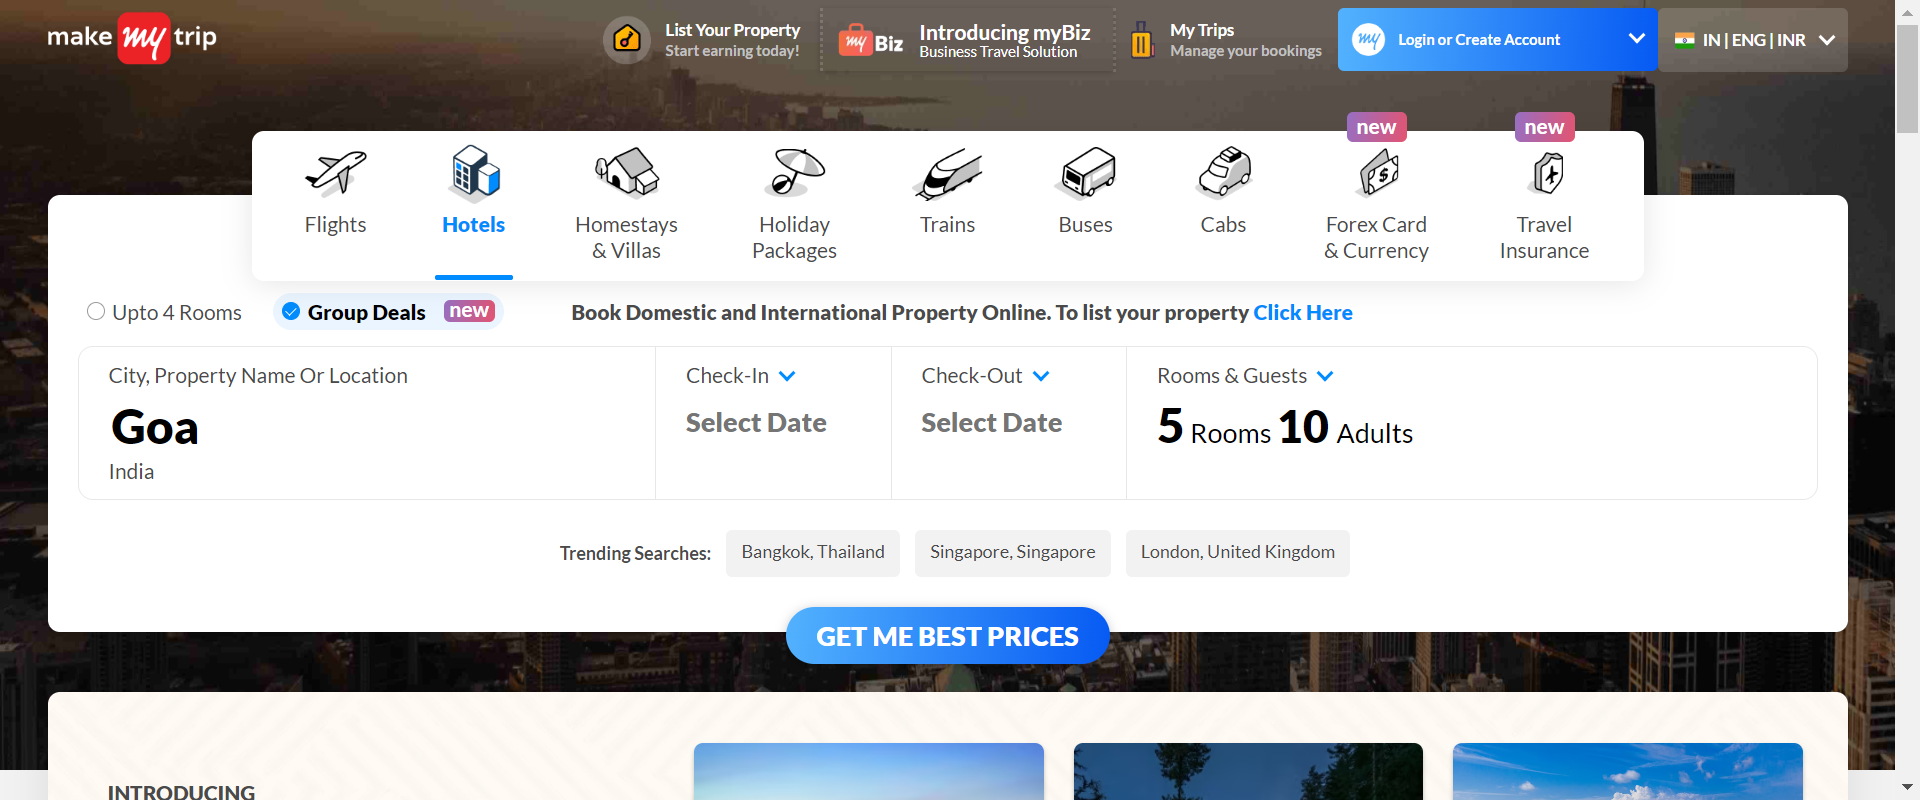 make my trip
List Your Property
Start earning today!
my Biz
Introducing myBiz
Business Travel Solution
My Trips
Manage your bookings
my Login or Create Account
IN | ENG | INR
new
new
Flights
Hotels
Homestays
& Villas
Holiday
Packages
Trains
Buses
Cabs
Forex Card
& Currency
Travel
Insurance
Upto 4 Rooms
Group Deals new
Book Domestic and International Property Online. To list your property Click Here
City, Property Name Or Location
Goa
India
Check-In
Select Date
Check-Out
Select Date
Rooms & Guests
5 Rooms 10 Adults
Trending Searches: Bangkok, Thailand Singapore, Singapore London, United Kingdom
GET ME BEST PRICES
INTRODUCING